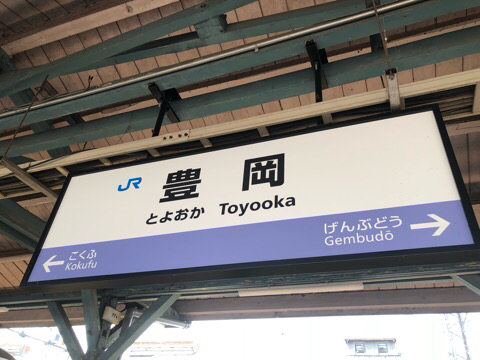 JR 豊岡
とよおか Toyooka
← こくふ
Kokufu
げんぶどう →
Gembudō